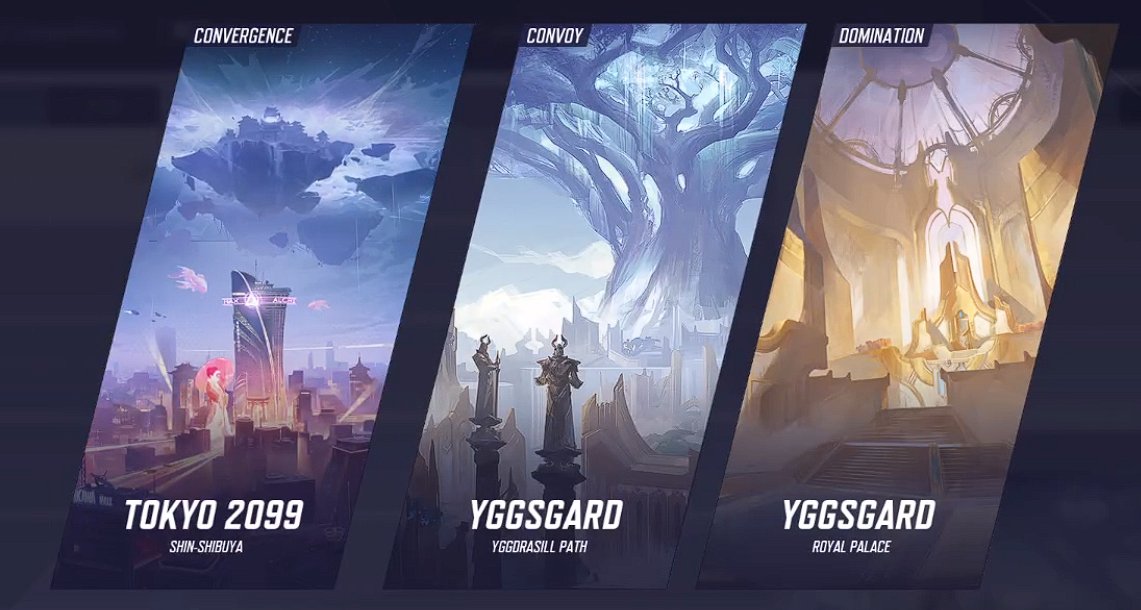 CONVERGENCE
TOKYO 2099
SHIN-SHIBUYA
CONVOY
YGGSGARD
YGGDRASILL PATH
DOMINATION
YGGSGARD
ROYAL PALACE